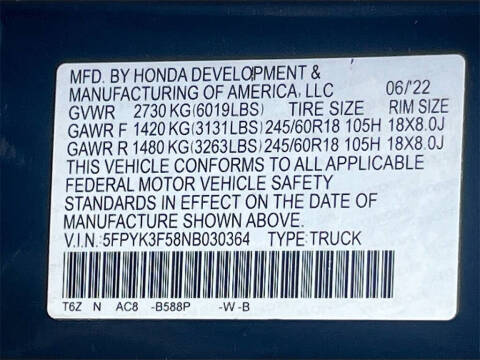 MFD. BY HONDA DEVELOPMENT &
MANUFACTURING OF AMERICA, LLC 06/'22
GVWR 2730 KG(6019LBS) TIRE SIZE RIM SIZE
GAWR F 1420 KG(3131LBS) 245/60R18 105H 18X8.0J
GAWR R 1480 KG(3263LBS) 245/60R18 105H 18X8.0J
THIS VEHICLE CONFORMS TO ALL APPLICABLE
FEDERAL MOTOR VEHICLE SAFETY
STANDARDS IN EFFECT ON THE DATE OF
MANUFACTURE SHOWN ABOVE.
V.I.N.:5FPYK3F58NB030364 TYPE:TRUCK
T6Z N AC8 -B588P -W-B